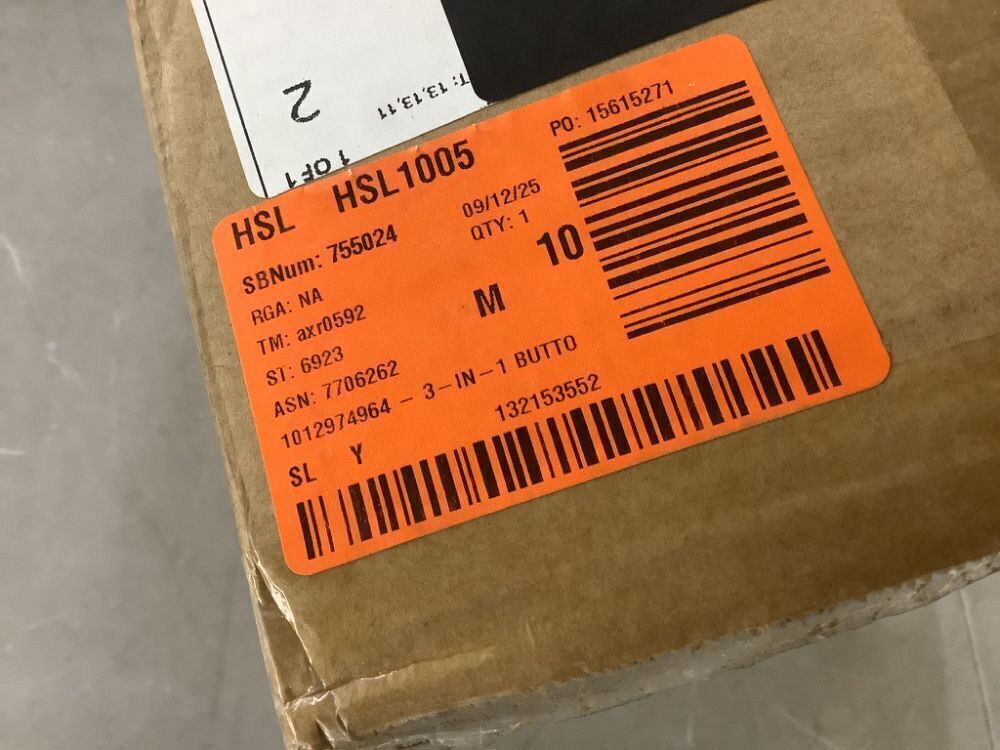 2
T: 13.13.11
1 OF 1
HSL HSL1005
PO: 15615271
SBNum: 755024
09/12/25
RGA: NA
QTY: 1
10
TM: axr0592
M
ST: 6923
ASN: 7706262
1012974964 - 3-IN-1 BUTTO
SL Y
132153552